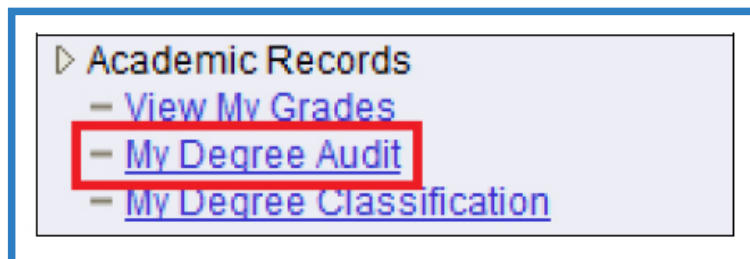 Academic Records
View My Grades
My Degree Audit
My Degree Classification